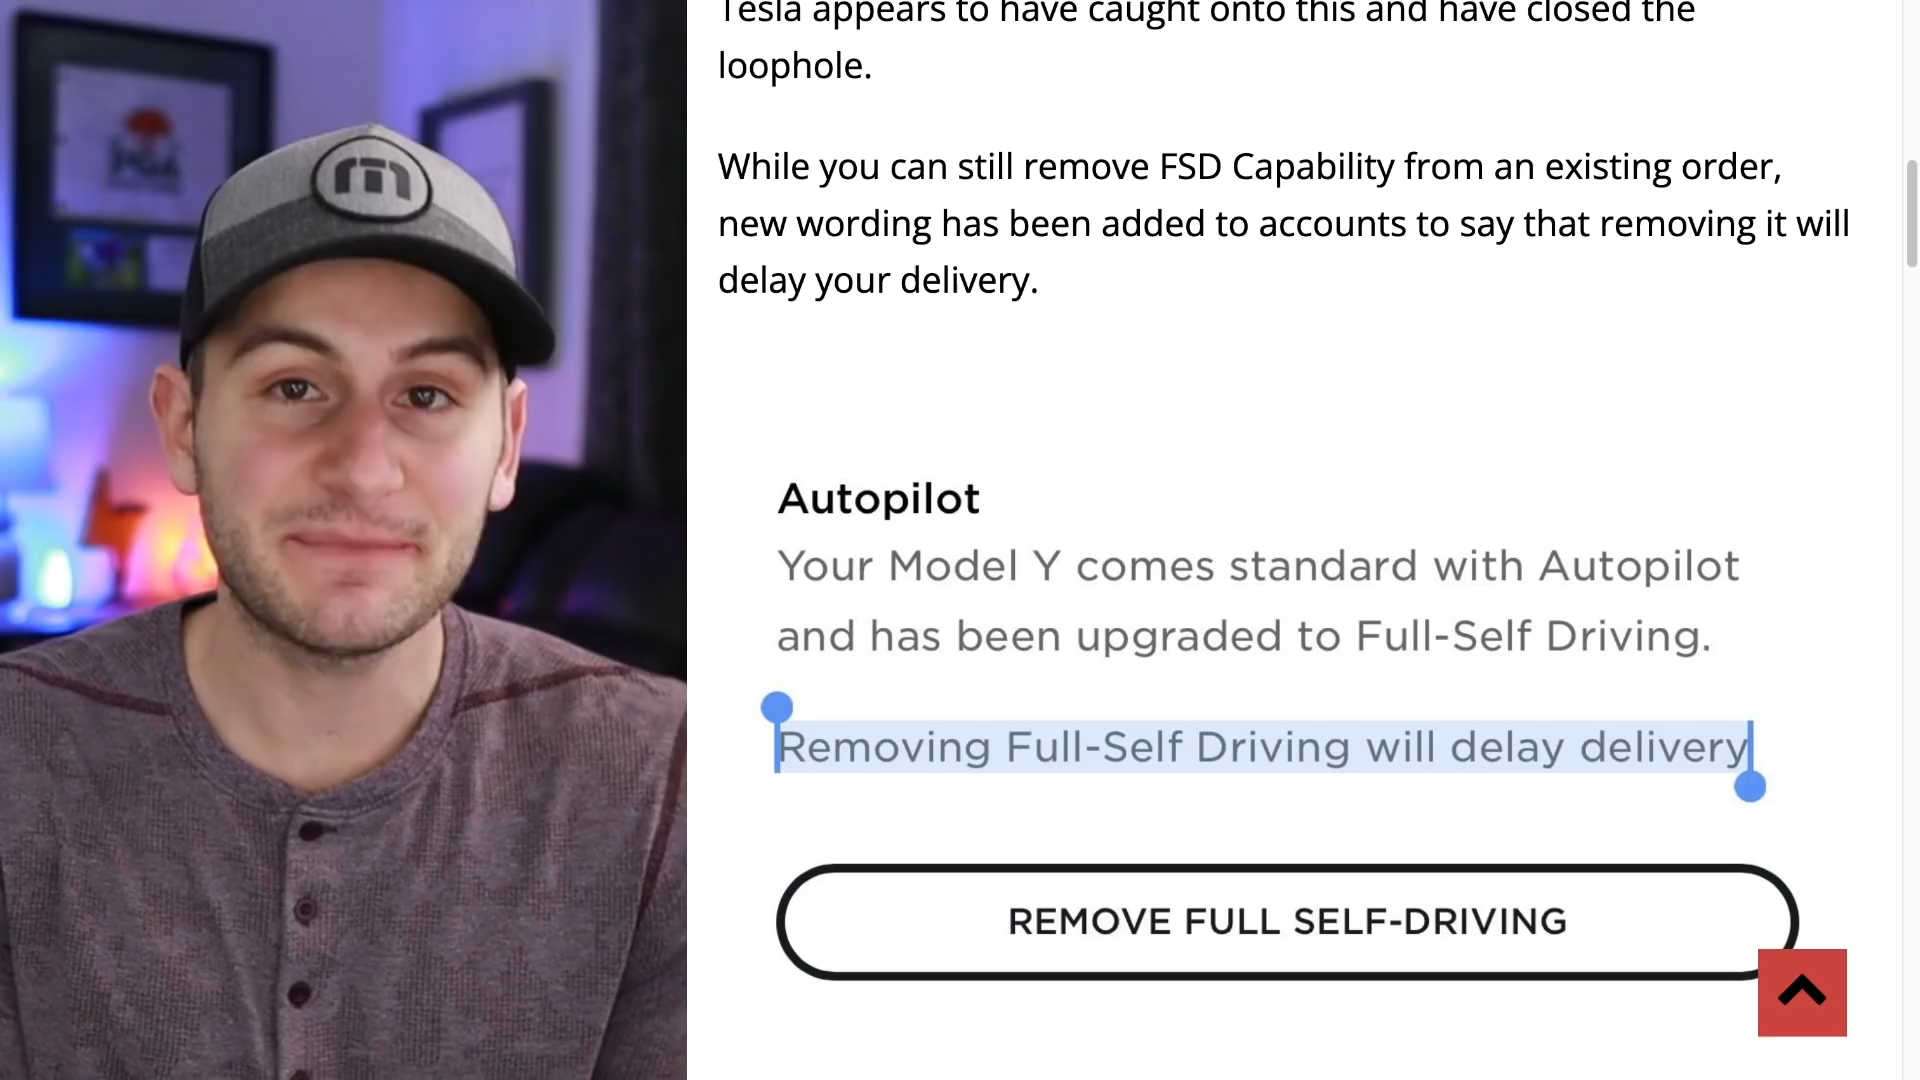 Tesla appears to have caught onto this and have closed the
loophole.
While you can still remove FSD Capability from an existing order,
new wording has been added to accounts to say that removing it will
delay your delivery.
Autopilot
Your Model Y comes standard with Autopilot
and has been upgraded to Full-Self Driving.
Removing Full-Self Driving will delay delivery
REMOVE FULL SELF-DRIVING
PGA